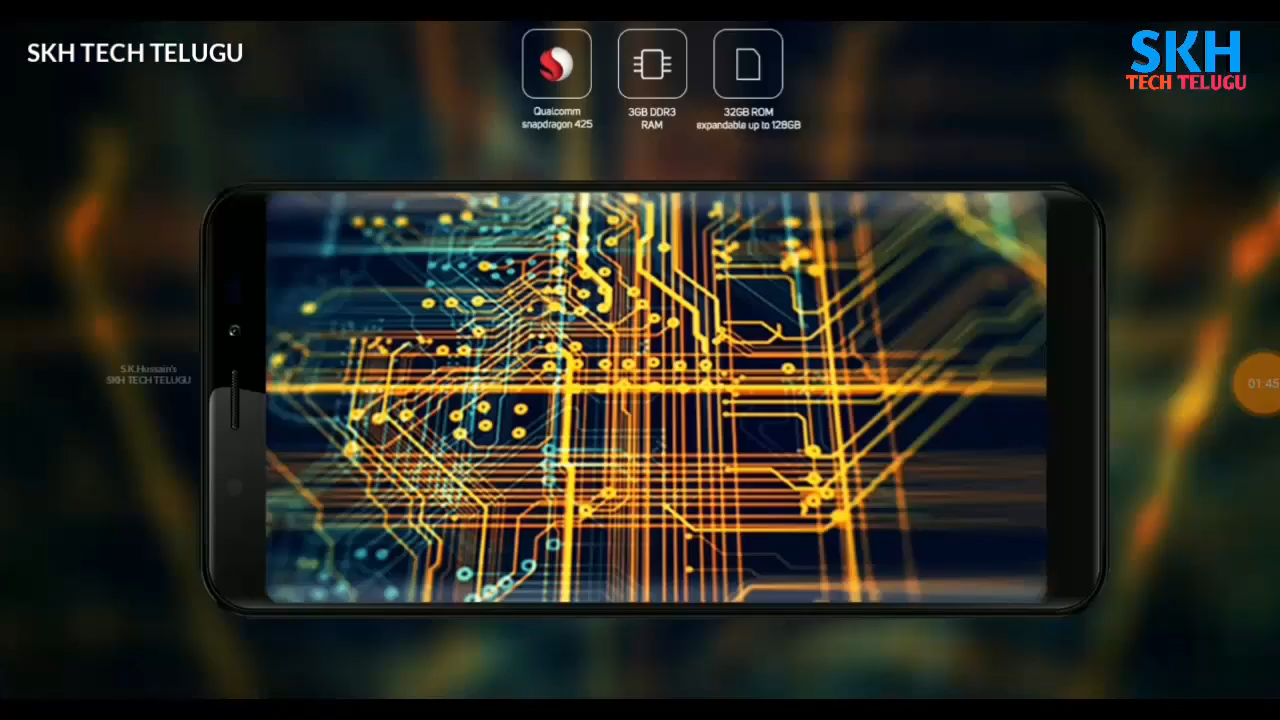 SKH TECH TELUGU
SKH
TECH TELUGU
Qualcomm
snapdragon 425
3GB DDR3
RAM
32GB ROM
expandable up to 128GB
S.K.Hussain's
SKH TECH TELUGU
01:45